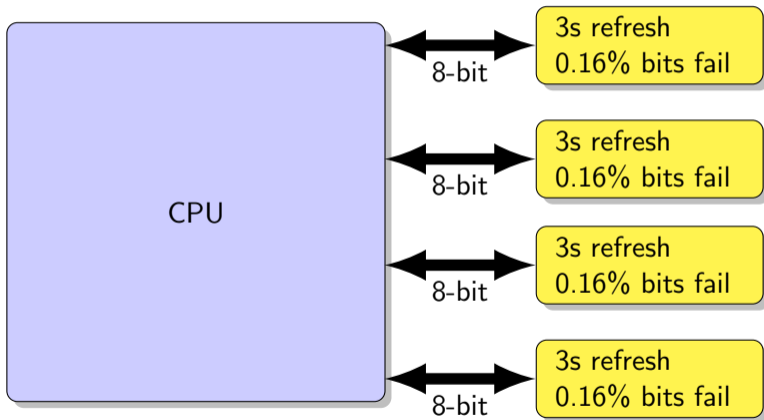 3s refresh
0.16% bits fail
8-bit
3s refresh
0.16% bits fail
8-bit
CPU
3s refresh
0.16% bits fail
8-bit
3s refresh
0.16% bits fail
8-bit